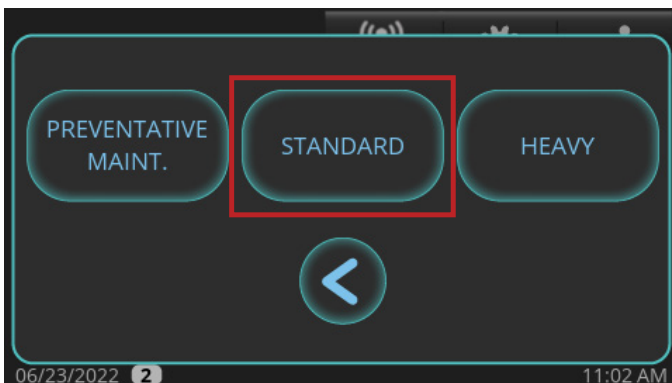 PREVENTATIVE
MAINT.
STANDARD
HEAVY
06/23/2022 2
11:02 AM